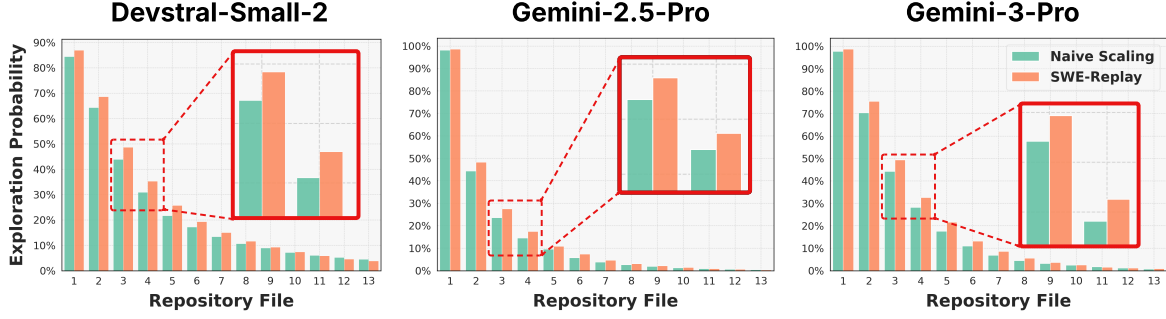 Devstral-Small-2
Exploration Probability
90%
80%
70%
60%
50%
40%
30%
20%
10%
0%
1 2 3 4 5 6 7 8 9 10 11 12 13
Repository File
Gemini-2.5-Pro
100%
90%
80%
70%
60%
50%
40%
30%
20%
10%
0%
1 2 3 4 5 6 7 8 9 10 11 12 13
Repository File
Gemini-3-Pro
Naive Scaling
SWE-Replay
100%
90%
80%
70%
60%
50%
40%
30%
20%
10%
0%
1 2 3 4 5 6 7 8 9 10 11 12 13
Repository File